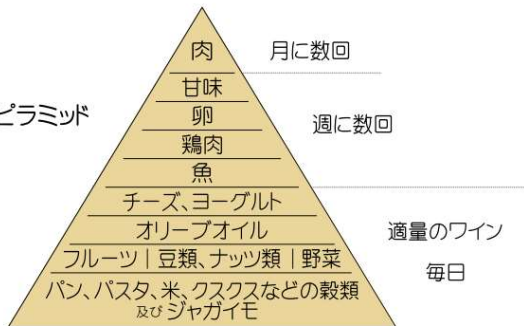 肉
月に数回
甘味
ピラミッド
卵
週に数回
鶏肉
魚
チーズ、ヨーグルト
オリーブオイル
適量のワイン
フルーツ | 豆類、ナッツ類 | 野菜
毎日
パン、パスタ、米、クスクスなどの穀類
及び ジャガイモ